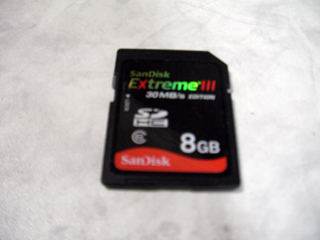 SanDisk
Extreme III
30MB/s EDITION
SD
HC
8GB
SanDisk